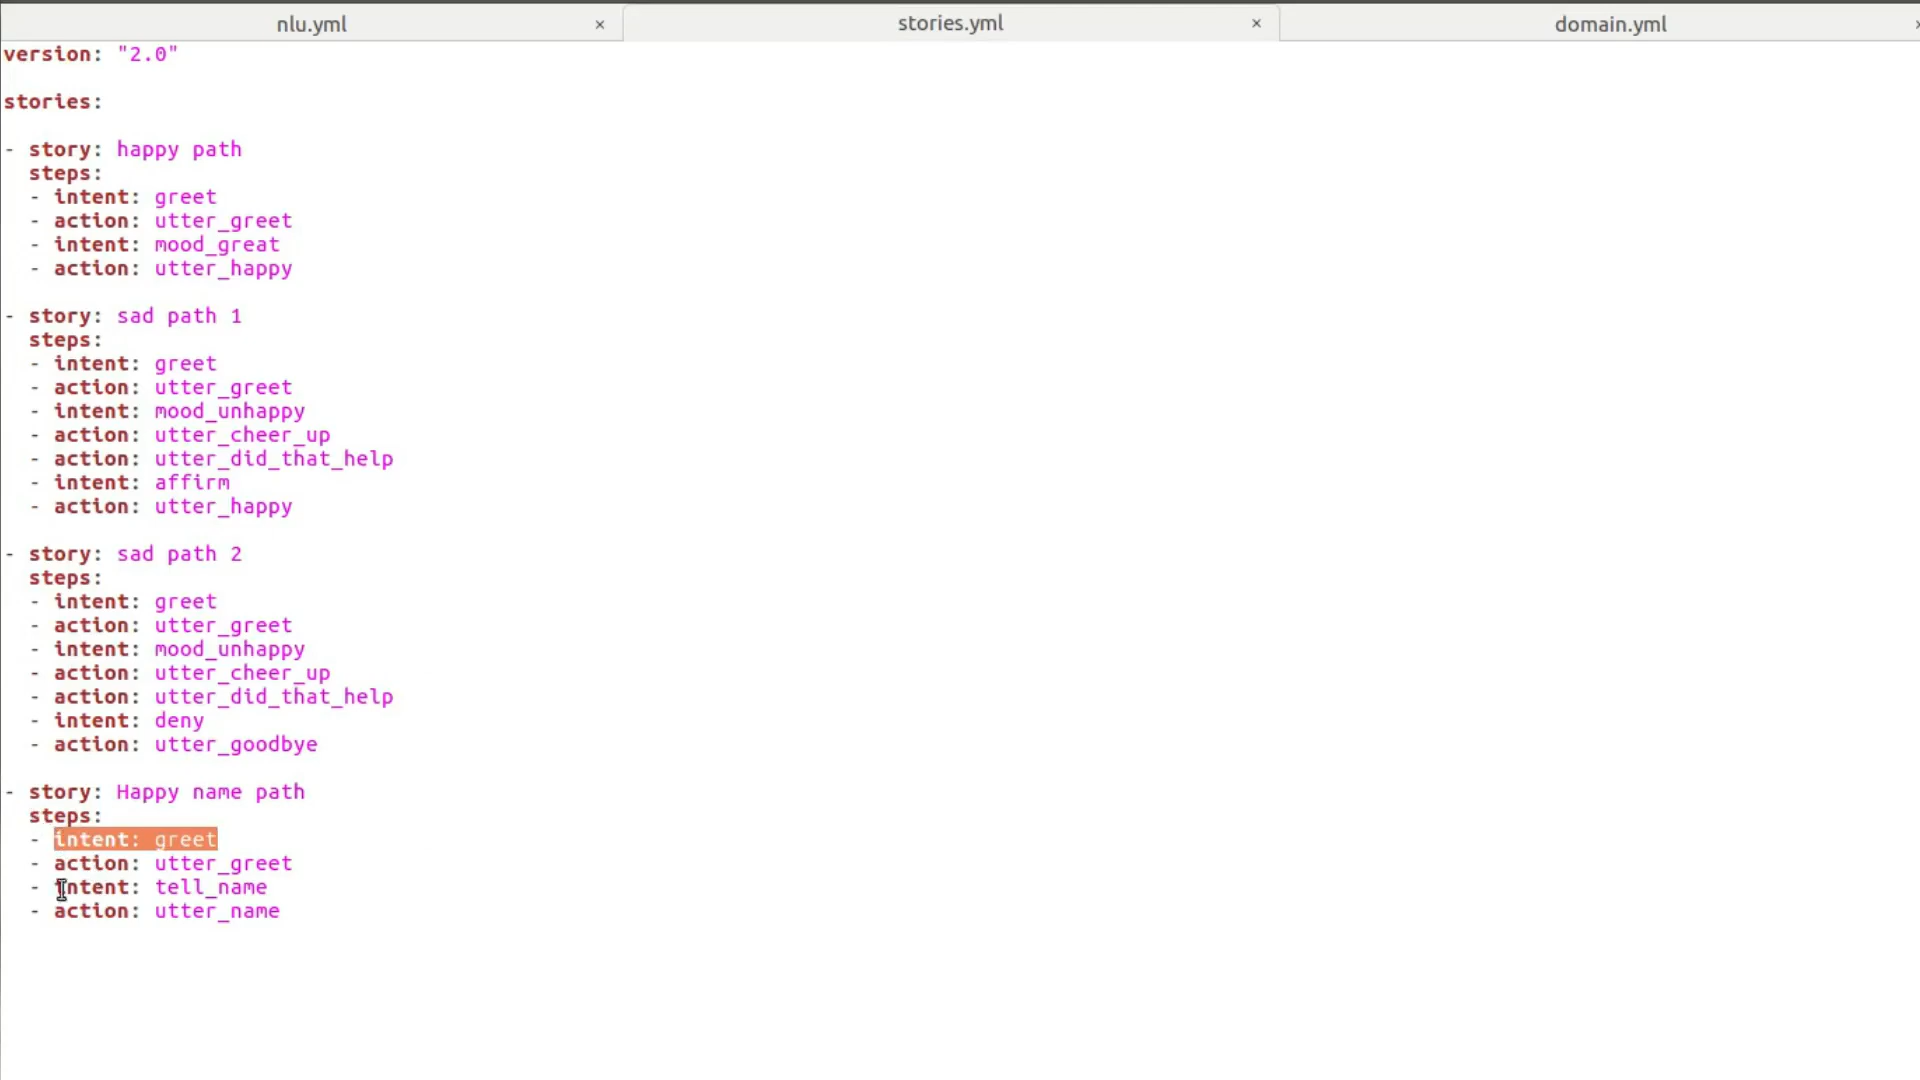 nlu.yml × stories.yml × domain.yml ×
version: "2.0"
stories:
- story: happy path
steps:
- intent: greet
- action: utter_greet
- intent: mood_great
- action: utter_happy
- story: sad path 1
steps:
- intent: greet
- action: utter_greet
- intent: mood_unhappy
- action: utter_cheer_up
- action: utter_did_that_help
- intent: affirm
- action: utter_happy
- story: sad path 2
steps:
- intent: greet
- action: utter_greet
- intent: mood_unhappy
- action: utter_cheer_up
- action: utter_did_that_help
- intent: deny
- action: utter_goodbye
- story: Happy name path
steps:
- intent: greet
- action: utter_greet
- intent: tell_name
- action: utter_name